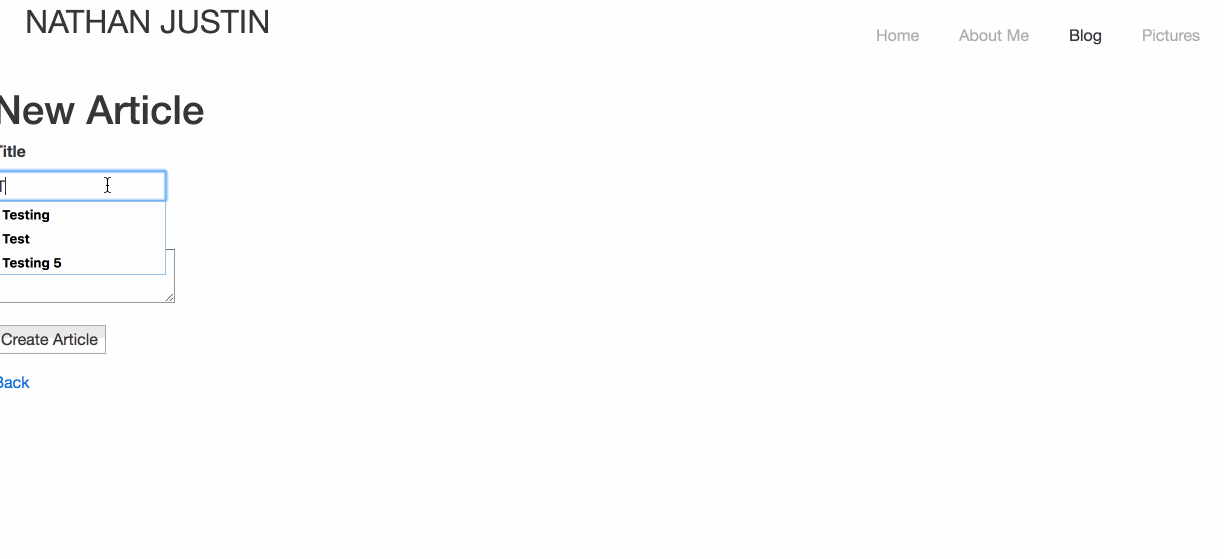 NATHAN JUSTIN
Home About Me Blog Pictures
New Article
Title
T
Testing
Test
Testing 5
Create Article
Back